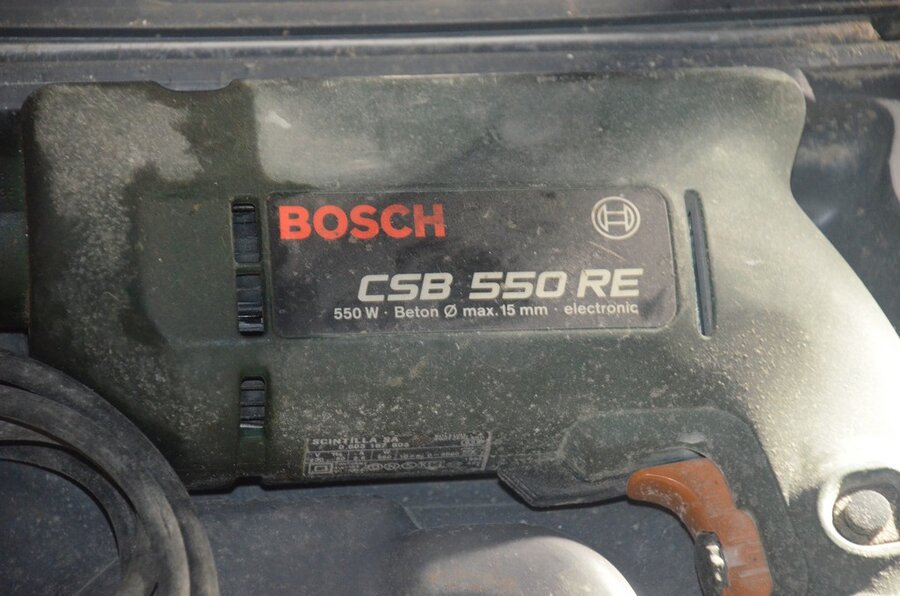 BOSCH
CSB 550 RE
550 W · Beton Ø max. 15 mm · electronic
SCINTILLA SA